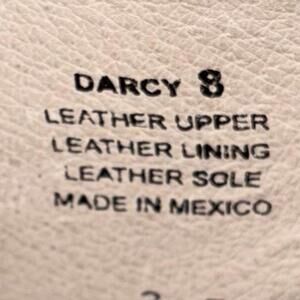 DARCY 8
LEATHER UPPER
LEATHER LINING
LEATHER SOLE
MADE IN MEXICO